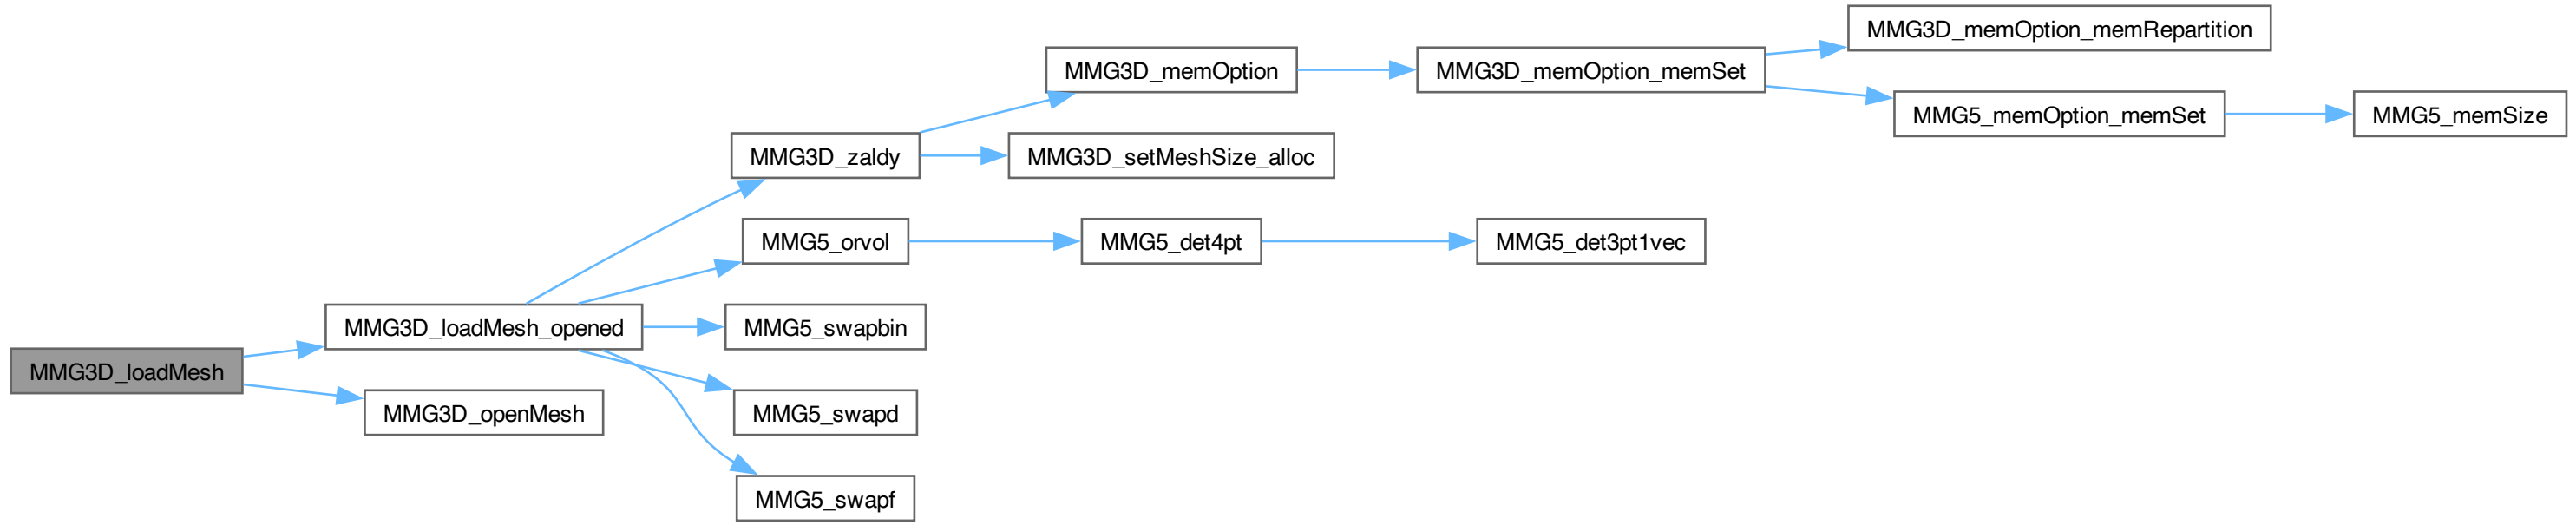 MMG3D_loadMesh
MMG3D_loadMesh_opened
MMG3D_openMesh
MMG3D_zaldy
MMG5_orvol
MMG5_swapbin
MMG5_swapd
MMG5_swapf
MMG3D_memOption
MMG3D_setMeshSize_alloc
MMG5_det4pt
MMG3D_memOption_memSet
MMG5_det3pt1vec
MMG3D_memOption_memRepartition
MMG5_memOption_memSet
MMG5_memSize